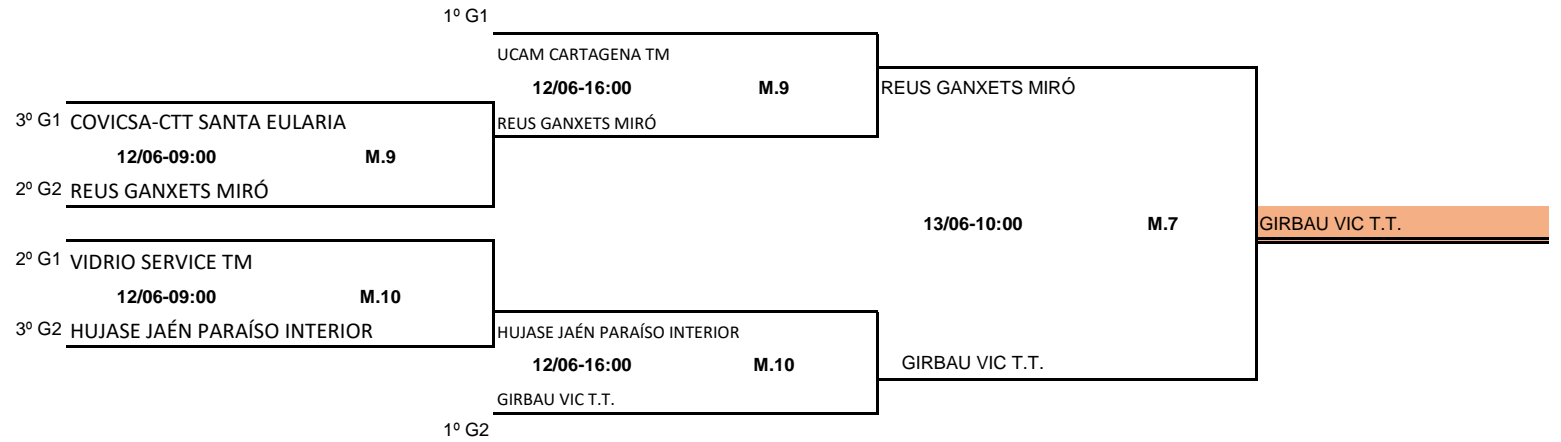 1º G1
UCAM CARTAGENA TM
12/06-16:00 M.9
REUS GANXETS MIRÓ
REUS GANXETS MIRÓ
3º G1 COVICSA-CTT SANTA EULARIA
12/06-09:00 M.9
2º G2 REUS GANXETS MIRÓ
13/06-10:00 M.7
GIRBAU VIC T.T.
2º G1 VIDRIO SERVICE TM
12/06-09:00 M.10
3º G2 HUJASE JAÉN PARAÍSO INTERIOR
HUJASE JAÉN PARAÍSO INTERIOR
12/06-16:00 M.10
GIRBAU VIC T.T.
GIRBAU VIC T.T.
1º G2